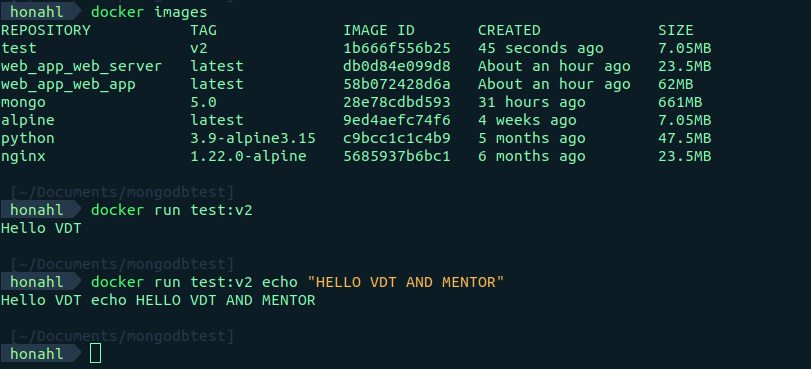 honahl docker images
REPOSITORY TAG IMAGE ID CREATED SIZE
test v2 1b666f556b25 45 seconds ago 7.05MB
web_app_web_server latest db0d84e099d8 About an hour ago 23.5MB
web_app_web_app latest 58b072428d6a About an hour ago 62MB
mongo 5.0 28e78cdbd593 31 hours ago 661MB
alpine latest 9ed4aefc74f6 4 weeks ago 7.05MB
python 3.9-alpine3.15 c9bcc1c1c4b9 5 months ago 47.5MB
nginx 1.22.0-alpine 5685937b6bc1 6 months ago 23.5MB
[~/Documents/mongodbtest]
honahl docker run test:v2
Hello VDT
[~/Documents/mongodbtest]
honahl docker run test:v2 echo "HELLO VDT AND MENTOR"
Hello VDT echo HELLO VDT AND MENTOR
[~/Documents/mongodbtest]
honahl